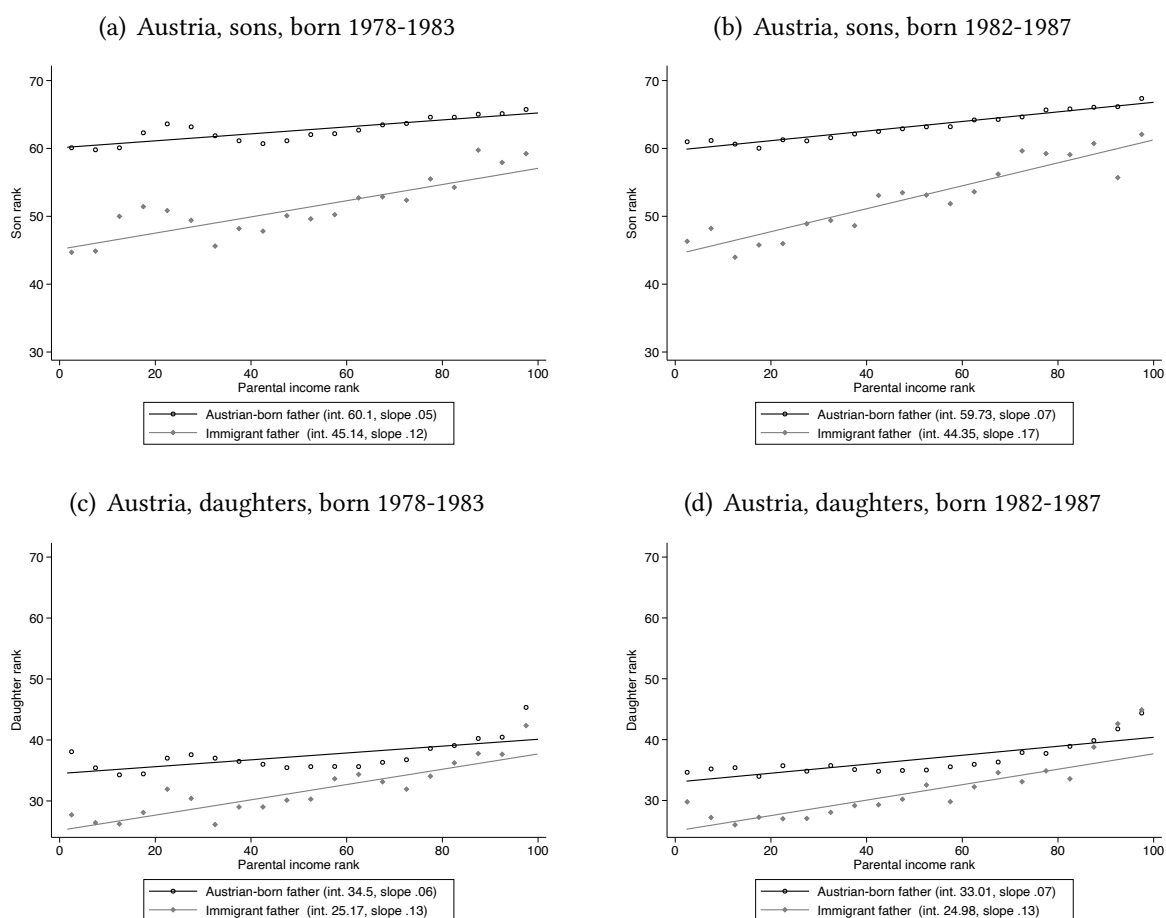 (a) Austria, sons, born 1978-1983
70
60
50
40
30
Son rank
0 20 40 60 80 100
Parental income rank
Austrian-born father (int. 60.1, slope .05)
Immigrant father (int. 45.14, slope .12)
(b) Austria, sons, born 1982-1987
70
60
50
40
30
Son rank
0 20 40 60 80 100
Parental income rank
Austrian-born father (int. 59.73, slope .07)
Immigrant father (int. 44.35, slope .17)
(c) Austria, daughters, born 1978-1983
70
60
50
40
30
Daughter rank
0 20 40 60 80 100
Parental income rank
Austrian-born father (int. 34.5, slope .06)
Immigrant father (int. 25.17, slope .13)
(d) Austria, daughters, born 1982-1987
70
60
50
40
30
Daughter rank
0 20 40 60 80 100
Parental income rank
Austrian-born father (int. 33.01, slope .07)
Immigrant father (int. 24.98, slope .13)